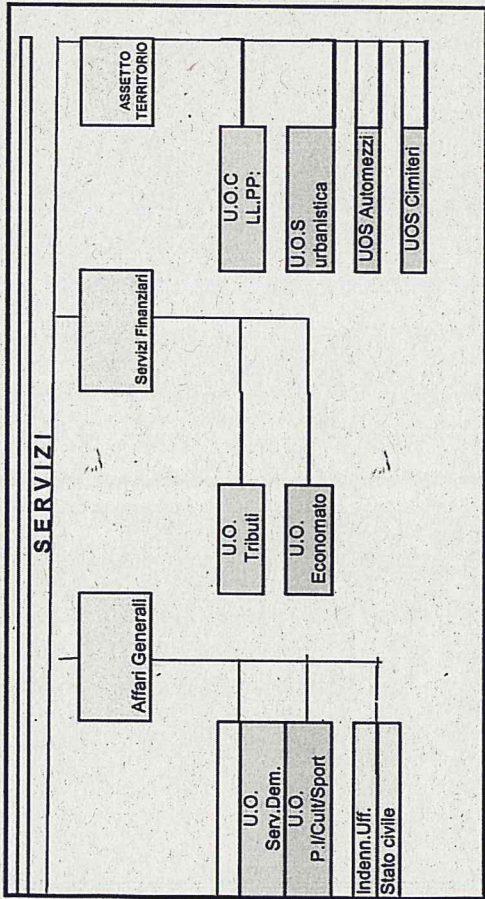 SERVIZI
Affari Generali
Servizi Finanziari
ASSETTO
TERRITORIO
U.O.
Serv.Dem.
U.O.
P.I/Cult/Sport
Indenn.Uff.
Stato civile
U.O.
Tributi
U.O.
Economato
U.O.C
LL.PP:
U.O.S
urbanistica
UOS Automezzi
UOS Cimiteri